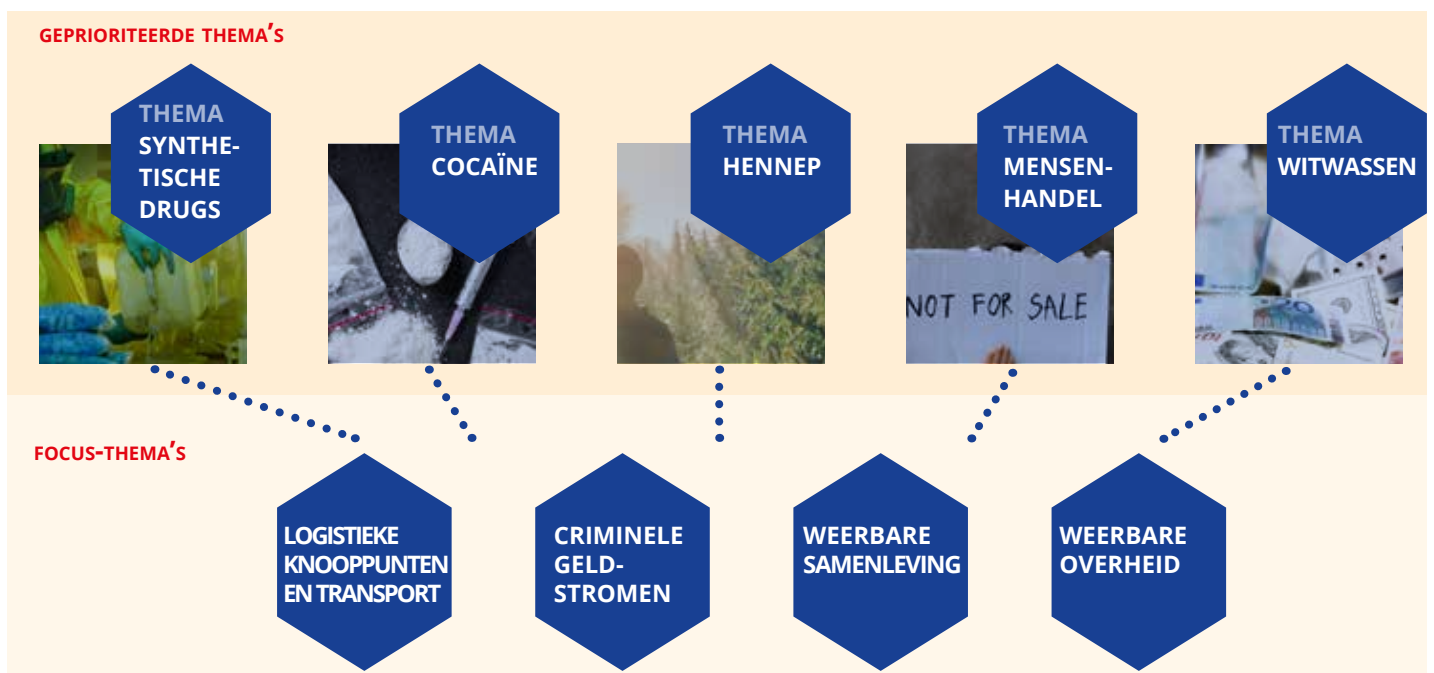 GEPRIORITEERDE THEMA'S
THEMA
SYNTHE-
TISCHE
DRUGS
THEMA
COCAÏNE
THEMA
HENNEP
THEMA
MENSEN-
HANDEL
THEMA
WITWASSEN
NOT FOR SALE
20
FOCUS-THEMA'S
LOGISTIEKE
KNOOPPUNTEN
EN TRANSPORT
CRIMINELE
GELD-
STROMEN
WEERBARE
SAMENLEVING
WEERBARE
OVERHEID